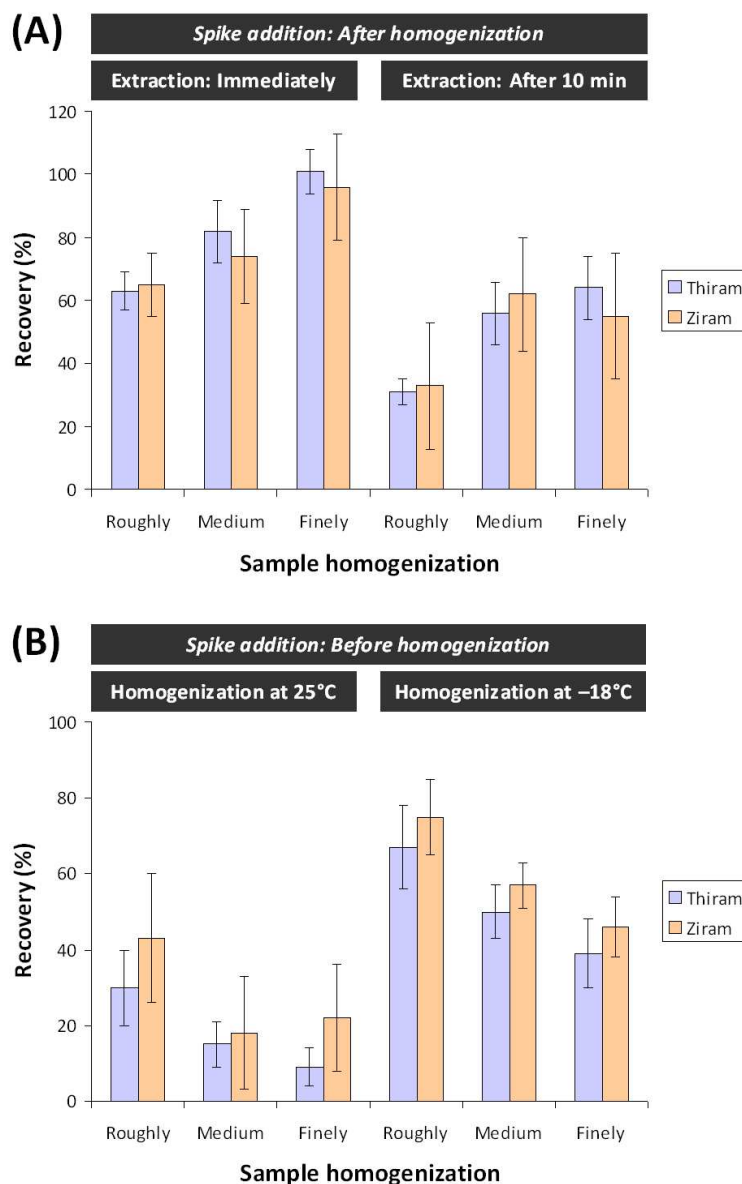 (A)
Spike addition: After homogenization
Extraction: Immediately Extraction: After 10 min
120
100
80
60
40
20
0
Recovery (%)
Roughly Medium Finely Roughly Medium Finely
Sample homogenization
Thiram
Ziram
(B)
Spike addition: Before homogenization
Homogenization at 25°C Homogenization at –18°C
100
80
60
40
20
0
Recovery (%)
Roughly Medium Finely Roughly Medium Finely
Sample homogenization
Thiram
Ziram